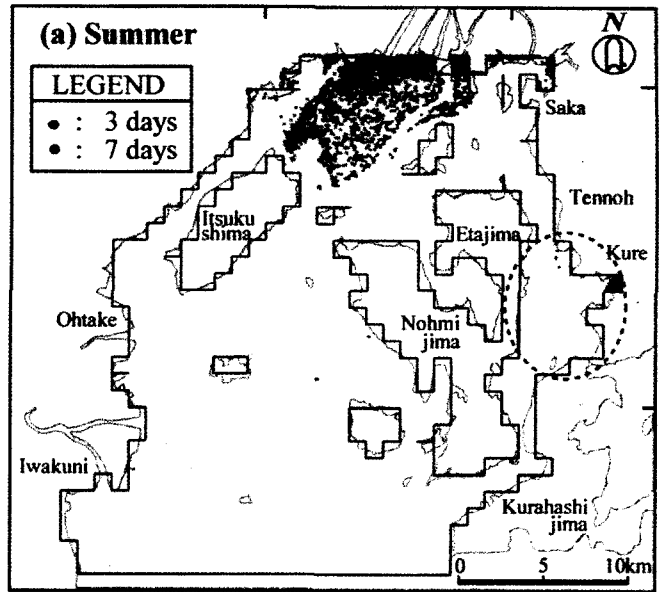 (a) Summer
N
LEGEND
• : 3 days
• : 7 days
Saka
Tennoh
Itsuku
shima
Etajima
Kure
Ohtake
Nohmi
jima
Iwakuni
Kurahashi
jima
0 5 10km